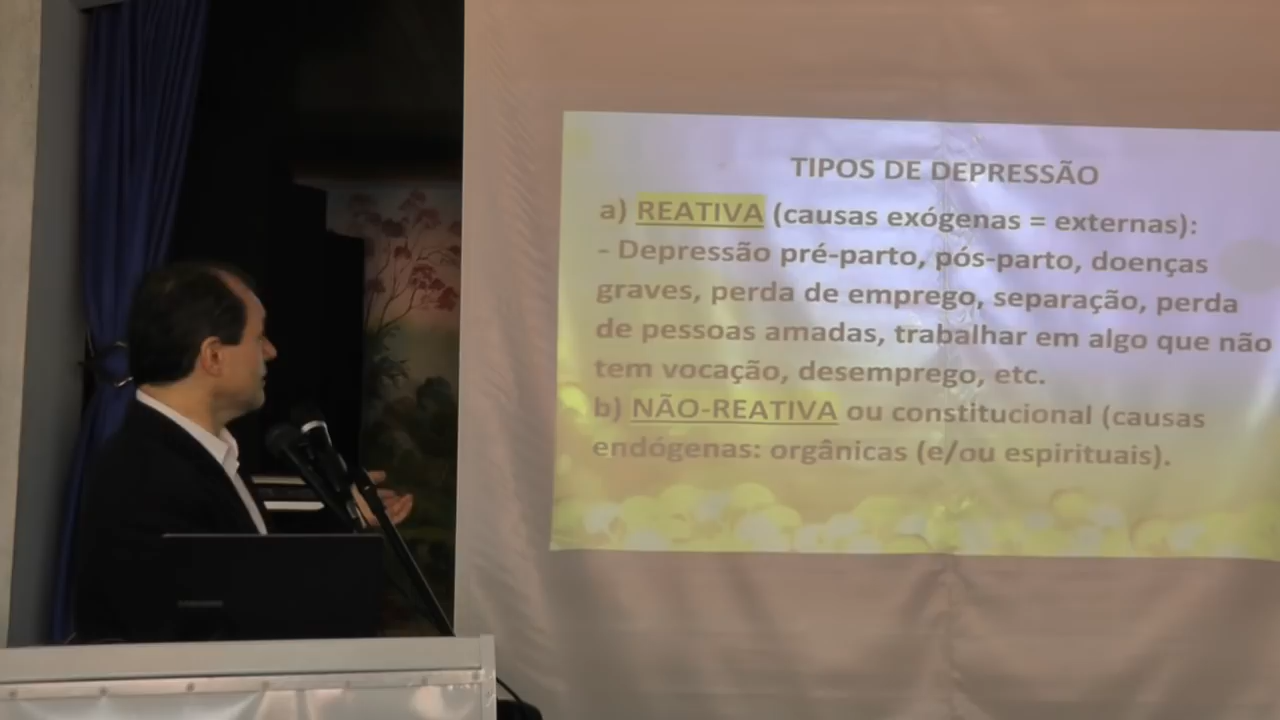 TIPOS DE DEPRESSÃO
a) REATIVA (causas exógenas = externas):
- Depressão pré-parto, pós-parto, doenças
graves, perda de emprego, separação, perda
de pessoas amadas, trabalhar em algo que não
tem vocação, desemprego, etc.
b) NÃO-REATIVA ou constitucional (causas
endógenas: orgânicas (e/ou espirituais).